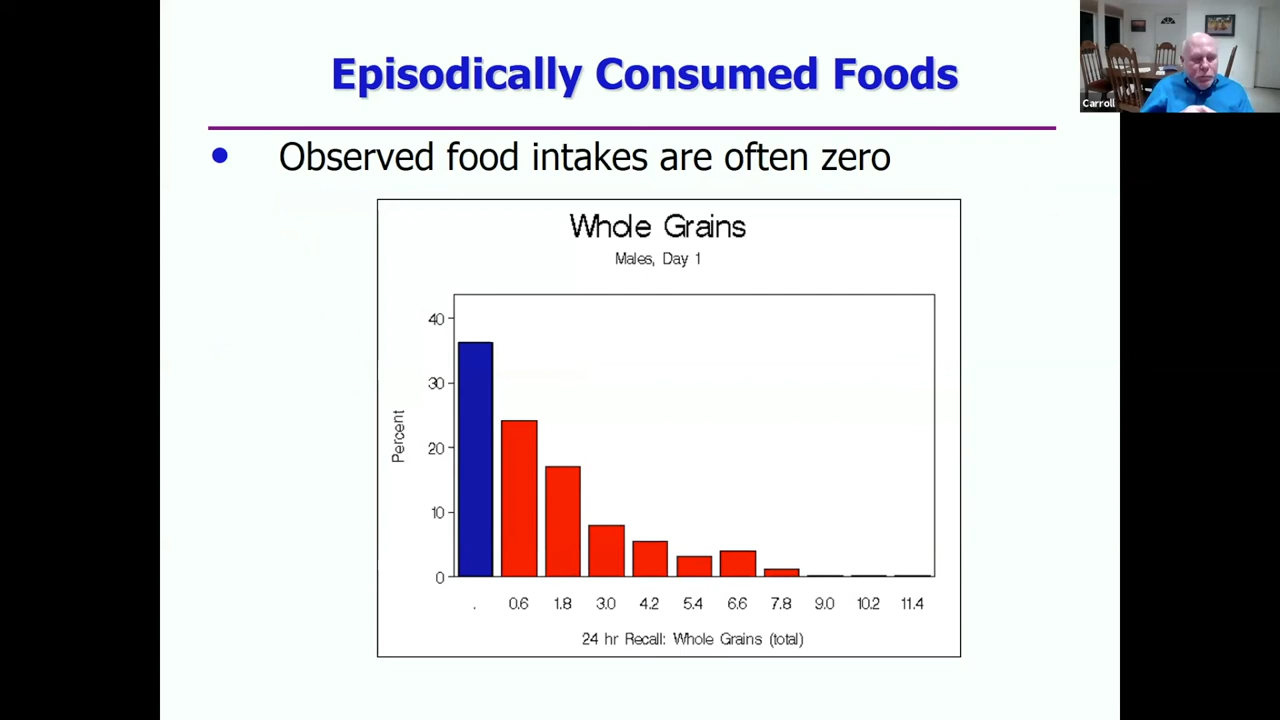 Episodically Consumed Foods
Carroll
• Observed food intakes are often zero
Whole Grains
Males, Day 1
Percent
40
30
20
10
0
. 0.6 1.8 3.0 4.2 5.4 6.6 7.8 9.0 10.2 11.4
24 hr Recall: Whole Grains (total)